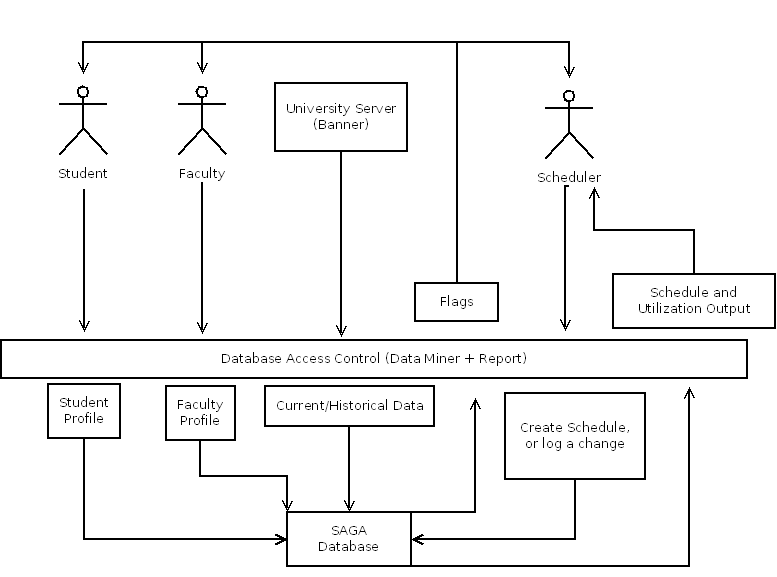 University Server
(Banner)
Student
Faculty
Scheduler
Flags
Schedule and
Utilization Output
Database Access Control (Data Miner + Report)
Student
Profile
Faculty
Profile
Current/Historical Data
Create Schedule,
or log a change
SAGA
Database